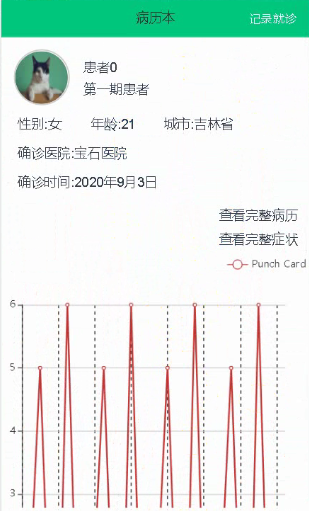 病历本 记录就诊
患者0
第一期患者
性别:女 年龄:21 城市:吉林省
确诊医院:宝石医院
确诊时间:2020年9月3日
查看完整病历
查看完整症状
Punch Card
6
5
4
3